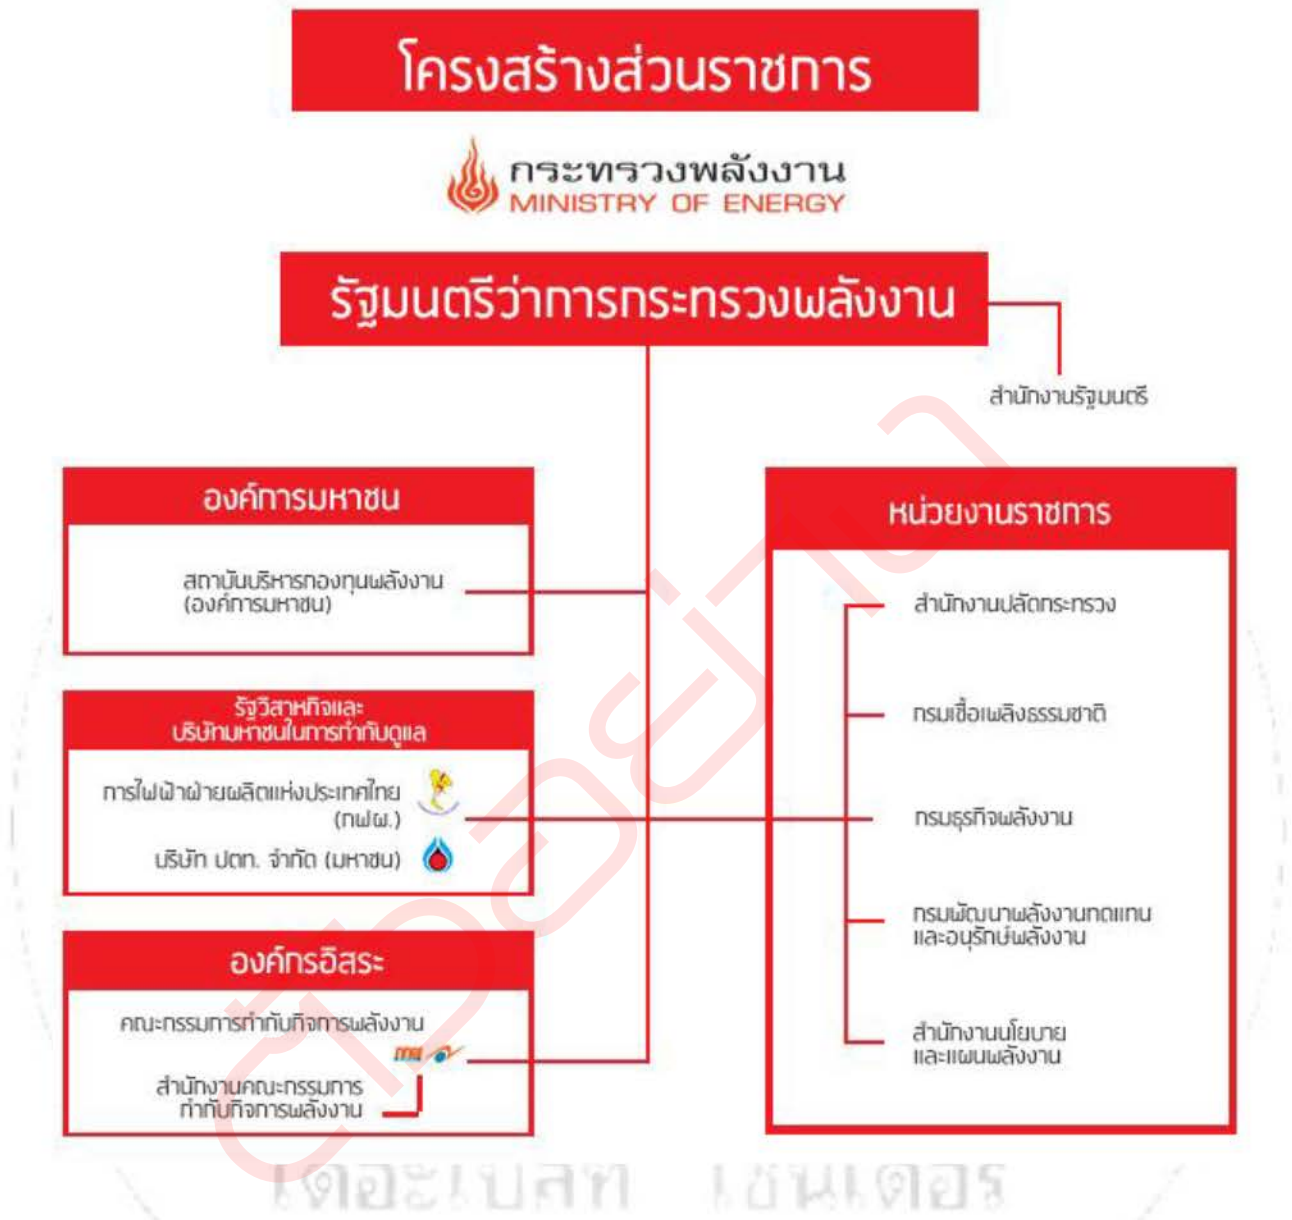 โครงสร้างส่วนราชการ
กระทรวงพลังงาน
MINISTRY OF ENERGY
รัฐมนตรีว่าการกระทรวงพลังงาน
สำนักงานรัฐมนตรี
องค์การมหาชน
สถาบันบริหารกองทุนพลังงาน
(องค์การมหาชน)
รัฐวิสาหกิจและ
บริษัทมหาชนในการกำกับดูแล
การไฟฟ้าฝ่ายผลิตแห่งประเทศไทย
(กฟผ.)
บริษัท ปตท. จำกัด (มหาชน)
องค์กรอิสระ
คณะกรรมการกำกับกิจการพลังงาน
สำนักงานคณะกรรมการ
กำกับกิจการพลังงาน
หน่วยงานราชการ
สำนักงานปลัดกระทรวง
กรมเชื้อเพลิงธรรมชาติ
กรมธุรกิจพลังงาน
กรมพัฒนาพลังงานทดแทน
และอนุรักษ์พลังงาน
สำนักงานนโยบาย
และแผนพลังงาน
ตัวอย่าง